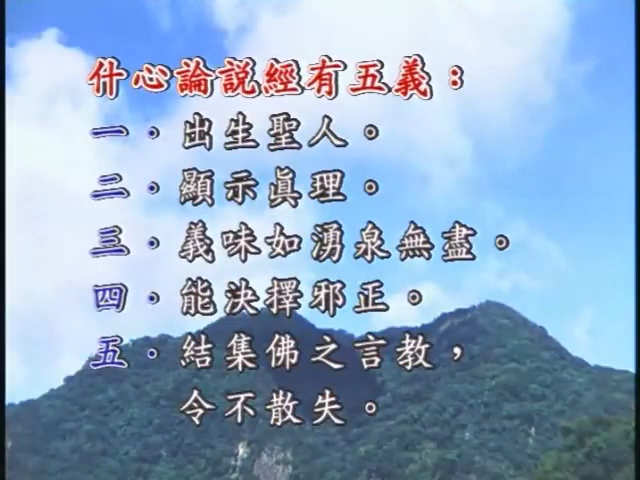 什心論説經有五義：
一．出生聖人。
二．顯示眞理。
三．義味如湧泉無盡。
四．能決擇邪正。
五．結集佛之言教，
令不散失。